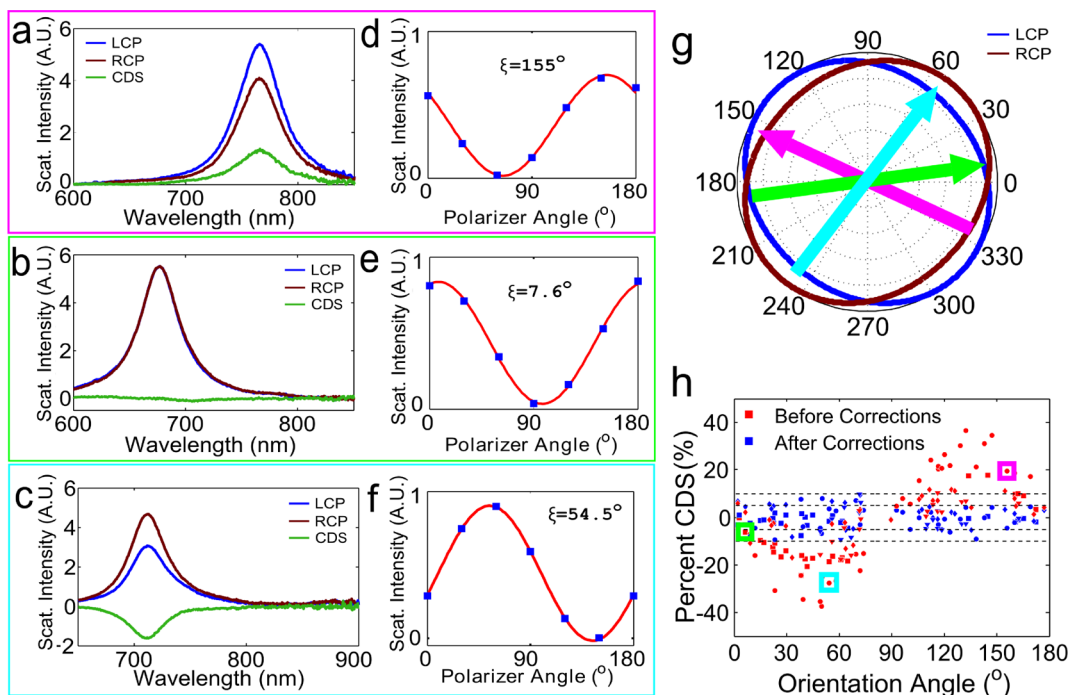 a
Scat. Intensity (A.U.)
6
4
2
0
LCP
RCP
CDS
600
700
800
Wavelength (nm)
d
Scat. Intensity (A.U.)
1
0
ξ=155°
0
90
180
Polarizer Angle (°)
b
Scat. Intensity (A.U.)
6
4
2
0
LCP
RCP
CDS
600
700
800
Wavelength (nm)
e
Scat. Intensity (A.U.)
1
0
ξ=7.6°
0
90
180
Polarizer Angle (°)
c
Scat. Intensity (A.U.)
6
4
2
0
-2
LCP
RCP
CDS
700
800
900
Wavelength (nm)
f
Scat. Intensity (A.U.)
1
0
ξ=54.5°
0
90
180
Polarizer Angle (°)
g
LCP
RCP
90
60
30
0
330
300
270
240
210
180
150
120
h
Percent CDS(%)
40
20
0
-20
-40
Before Corrections
After Corrections
0
30
60
90
120
150
180
Orientation Angle (°)